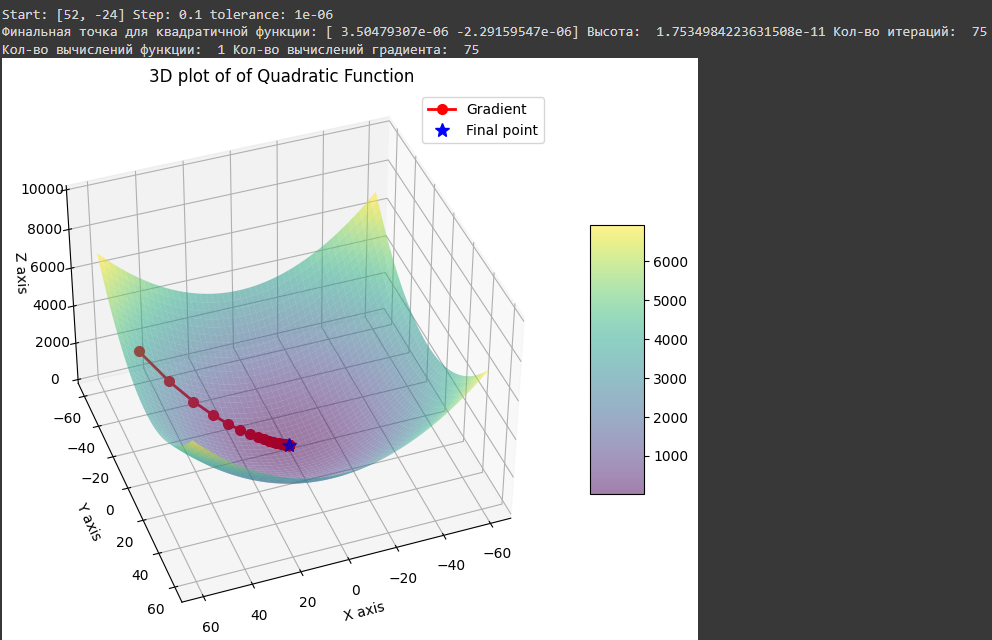 Start: [52, -24] Step: 0.1 tolerance: 1e-06
Финальная точка для квадратичной функции: [ 3.50479307e-06 -2.29159547e-06] Высота:  1.7534984223631508e-11 Кол-во итераций:  75
Кол-во вычислений функции:  1 Кол-во вычислений градиента:  75
3D plot of of Quadratic Function
Gradient
Final point
10000
8000
6000
4000
2000
0
Z axis
−60
−40
−20
0
20
40
60
Y axis
60
40
20
0
−20
−40
−60
X axis
6000
5000
4000
3000
2000
1000